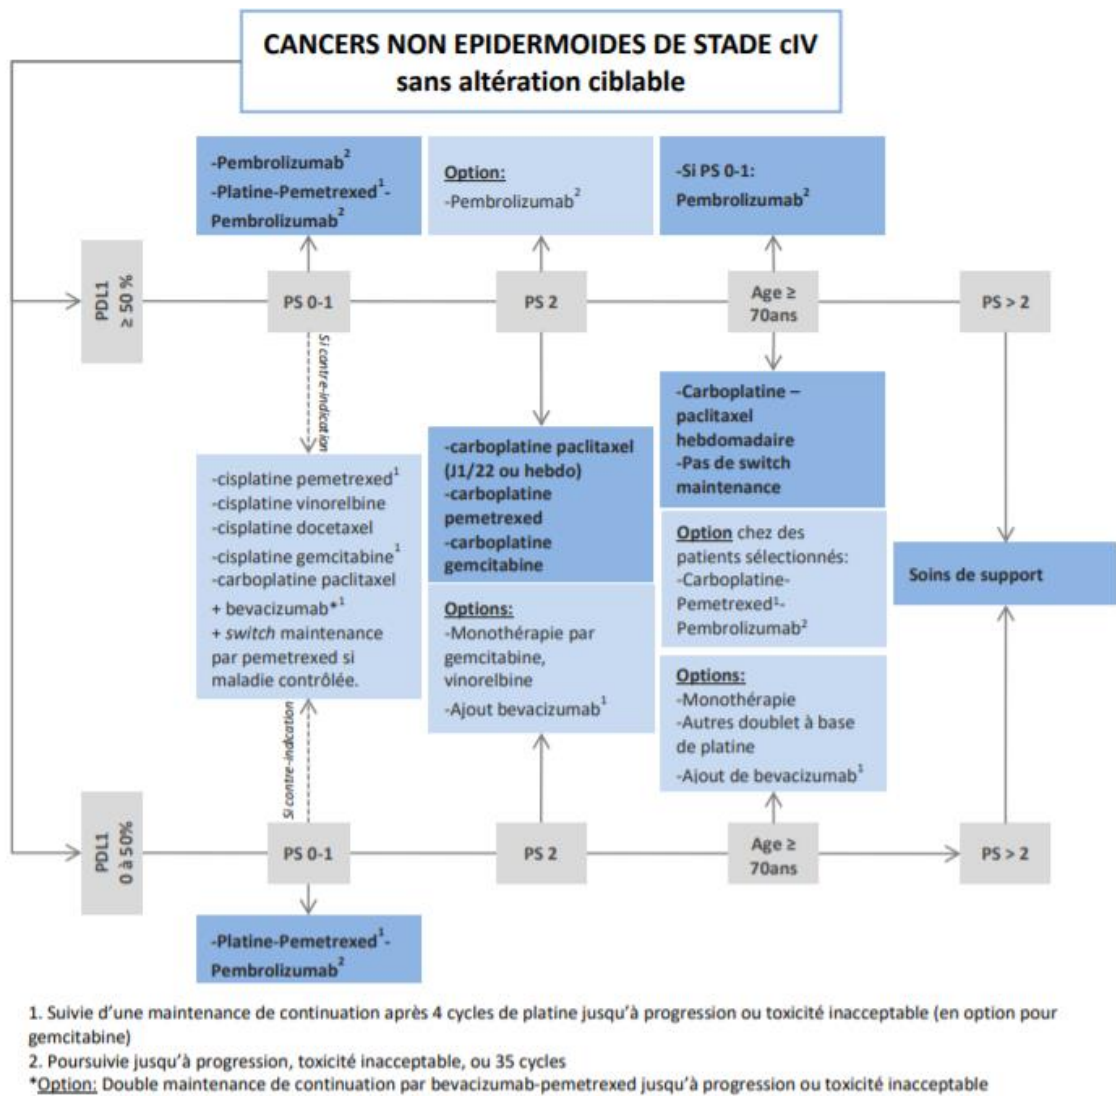 CANCERS NON EPIDERMOIDES DE STADE cIV
sans altération ciblable
-Pembrolizumab²
-Platine-Pemetrexed¹-
Pembrolizumab²
Option:
-Pembrolizumab²
-Si PS 0-1:
Pembrolizumab²
PDL1
≥ 50 %
PS 0-1
PS 2
Age ≥
70ans
PS > 2
Si contre-indication
-cisplatine pemetrexed¹
-cisplatine vinorelbine
-cisplatine docetaxel
-cisplatine gemcitabine¹
-carboplatine paclitaxel
+ bevacizumab*¹
+ switch maintenance
par pemetrexed si
maladie contrôlée.
-carboplatine paclitaxel
(J1/22 ou hebdo)
-carboplatine
pemetrexed
-carboplatine
gemcitabine
Options:
-Monothérapie par
gemcitabine,
vinorelbine
-Ajout bevacizumab¹
-Carboplatine –
paclitaxel
hebdomadaire
-Pas de switch
maintenance
Option chez des
patients sélectionnés:
-Carboplatine-
Pemetrexed¹-
Pembrolizumab²
Options:
-Monothérapie
-Autres doublet à base
de platine
-Ajout de bevacizumab¹
Soins de support
Si contre-indication
PDL1
0 à 50%
PS 0-1
PS 2
Age ≥
70ans
PS > 2
-Platine-Pemetrexed¹-
Pembrolizumab²
1. Suivie d'une maintenance de continuation après 4 cycles de platine jusqu'à progression ou toxicité inacceptable (en option pour
gemcitabine)
2. Poursuivie jusqu'à progression, toxicité inacceptable, ou 35 cycles
*Option: Double maintenance de continuation par bevacizumab-pemetrexed jusqu'à progression ou toxicité inacceptable